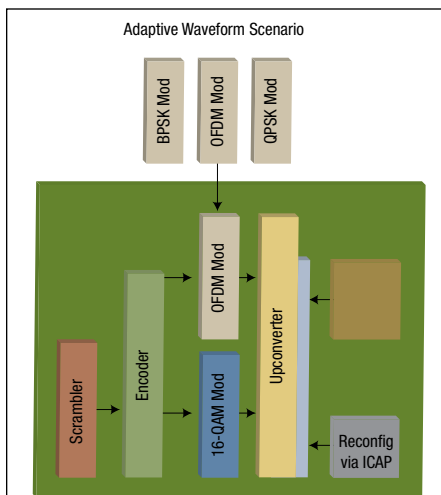 Adaptive Waveform Scenario
BPSK Mod
OFDM Mod
QPSK Mod
OFDM Mod
Upconverter
Encoder
Scrambler
16-QAM Mod
Reconfig
via ICAP